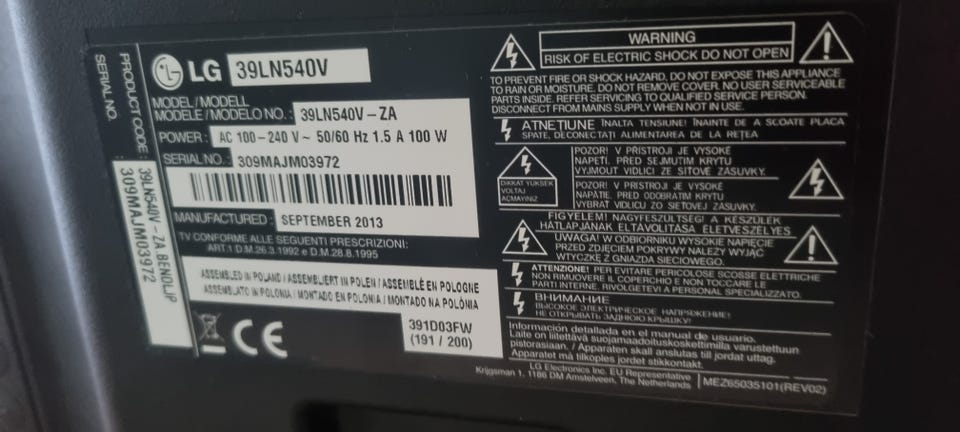 LG 39LN540V
MODEL / MODELL
MODELE / MODELO NO.: 39LN540V-ZA
POWER: AC 100-240 V~ 50/60 Hz 1.5 A 100 W
SERIAL NO.: 309MAJM03972
MANUFACTURED: SEPTEMBER 2013
TV CONFORME ALLE SEGUENTI PRESCRIZIONI:
ART.1 D.M.26.3.1992 e D.M.28.8.1995
ASSEMBLED IN POLAND / ASSEMBLIERT IN POLEN / ASSEMBLÉ EN POLOGNE
ASSEMBLATO IN POLONIA / MONTADO EN POLONIA / MONTADO NA POLÓNIA
CE
391D03FW
(191 / 200)
PRODUCT CODE: 39LN540V-ZA BENDLJP
SERIAL NO. 309MAJM03972
WARNING
RISK OF ELECTRIC SHOCK DO NOT OPEN
TO PREVENT FIRE OR SHOCK HAZARD, DO NOT EXPOSE THIS APPLIANCE
TO RAIN OR MOISTURE. DO NOT REMOVE COVER. NO USER SERVICEABLE
PARTS INSIDE. REFER SERVICING TO QUALIFIED SERVICE PERSON.
DISCONNECT FROM MAINS SUPPLY WHEN NOT IN USE.
ATNEŢIUNE ÎNALTA TENSIUNE! ÎNAINTE DE A SCOATE PLACA
SPATE, DECONECTAŢI ALIMENTAREA DE LA REŢEA
DIKKAT YUKSEK
VOLTAJ
AÇMAYINIZ
POZOR! V PŘÍSTROJI JE VYSOKÉ
NAPĚTÍ. PŘED SEJMUTÍM KRYTU
VYJMOUT VIDLICI ZE SÍŤOVÉ ZÁSUVKY.
POZOR! V PRÍSTROJI JE VYSOKÉ
NAPÄTIE. PRED ODOBRATÍM KRYTU
VYBRAŤ VIDLICU ZO SIEŤOVEJ ZÁSUVKY.
FIGYELEM! NAGYFESZÜLTSÉG! A KÉSZÜLÉK
HÁTLAPJÁNAK ELTÁVOLÍTÁSA ÉLETVESZÉLYES
UWAGA! W ODBIORNIKU WYSOKIE NAPIĘCIE
PRZED ZDJĘCIEM POKRYWY NALEŻY WYJĄĆ
WTYCZKĘ Z GNIAZDA SIECIOWEGO.
ATTENZIONE! PER EVITARE PERICOLOSE SCOSSE ELETTRICHE
NON RIMUOVERE IL COPERCHIO E NON TOCCARE LE
PARTI INTERNE. RIVOLGETEVI A PERSONAL SPECIALIZZATO.
ВНИМАНИЕ
ВЫСОКОЕ ЭЛЕКТРИЧЕСКОЕ НАПРЯЖЕНИЕ!
НЕ ОТКРЫВАТЬ ЗАДНЮЮ КРЫШКУ!
Información detallada en el manual de usuario.
Laite on liitettävä suojamaadoituskoskettimilla varustettuun
pistorasiaan. / Apparaten skall anslutas till jordat uttag.
Apparatet må tilkoples jordet stikkontakt.
LG Electronics Inc. EU Representative
Krijgsman 1, 1186 DM Amstelveen, The Netherlands
MEZ65035101(REV02)